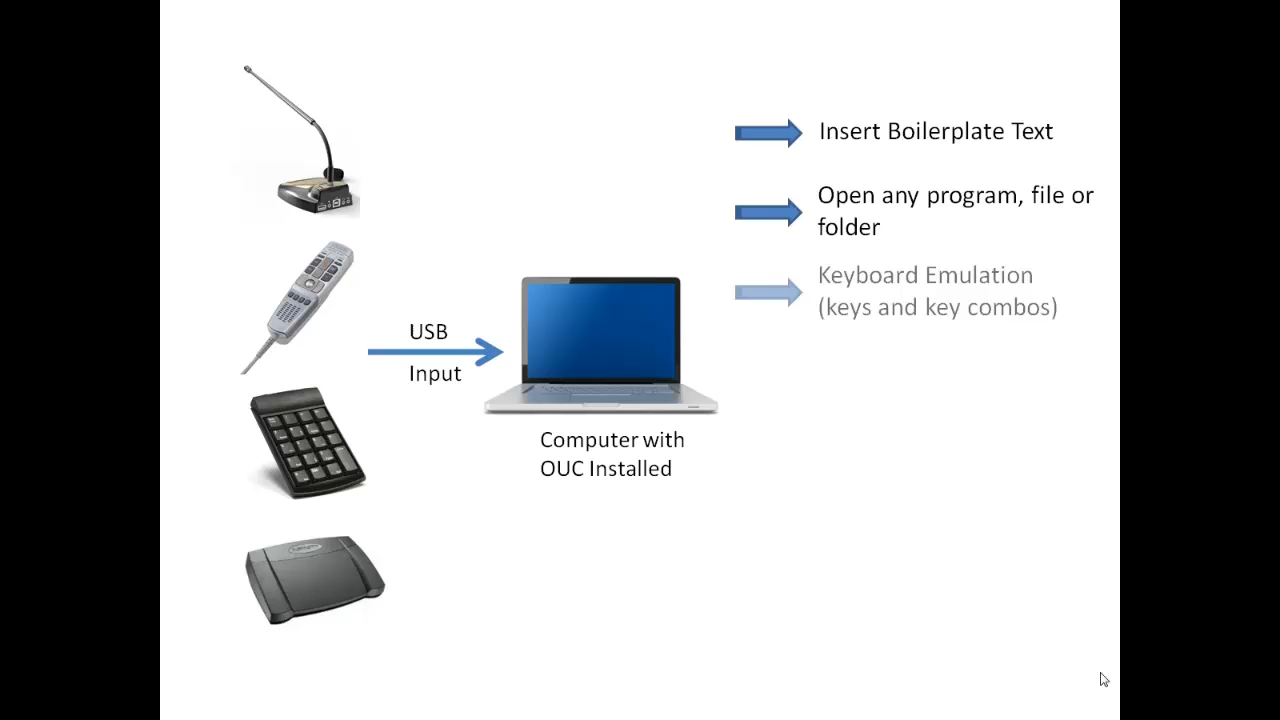 Insert Boilerplate Text
Open any program, file or
folder
Keyboard Emulation
(keys and key combos)
USB
Input
Computer with
OUC Installed